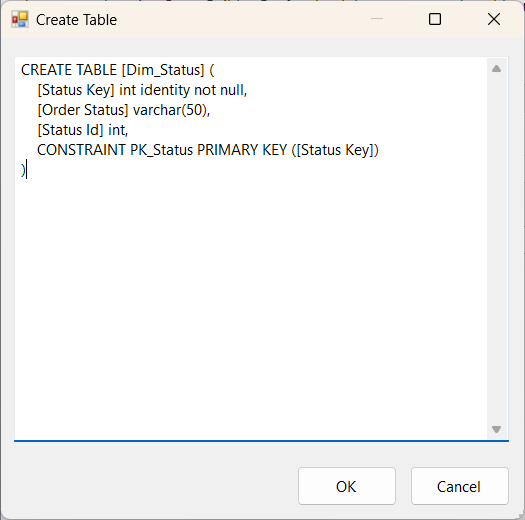 Create Table
CREATE TABLE [Dim_Status] (
    [Status Key] int identity not null,
    [Order Status] varchar(50),
    [Status Id] int,
    CONSTRAINT PK_Status PRIMARY KEY ([Status Key])
)
OK
Cancel